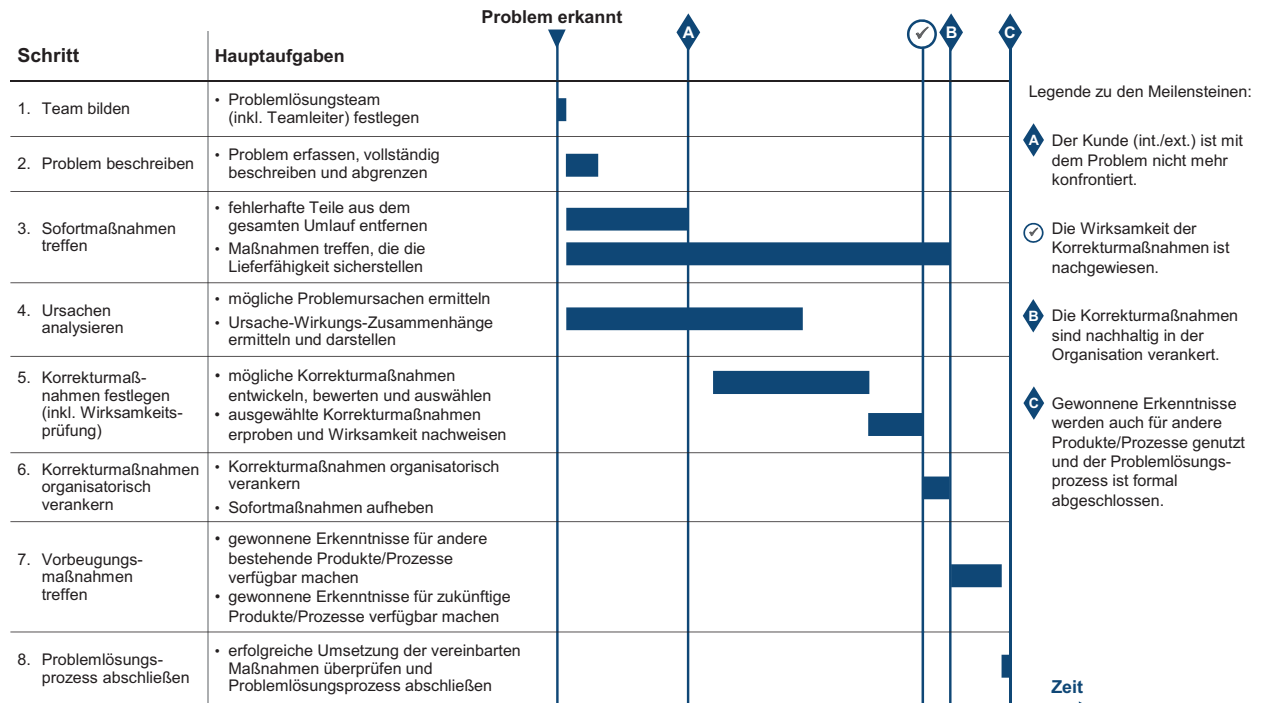 Problem erkannt
A
✓
B
C
Schritt
Hauptaufgaben
1. Team bilden
• Problemlösungsteam
(inkl. Teamleiter) festlegen
2. Problem beschreiben
• Problem erfassen, vollständig
beschreiben und abgrenzen
3. Sofortmaßnahmen
treffen
• fehlerhafte Teile aus dem
gesamten Umlauf entfernen
• Maßnahmen treffen, die die
Lieferfähigkeit sicherstellen
4. Ursachen
analysieren
• mögliche Problemursachen ermitteln
• Ursache-Wirkungs-Zusammenhänge
ermitteln und darstellen
5. Korrekturmaß-
nahmen festlegen
(inkl. Wirksamkeits-
prüfung)
• mögliche Korrekturmaßnahmen
entwickeln, bewerten und auswählen
• ausgewählte Korrekturmaßnahmen
erproben und Wirksamkeit nachweisen
6. Korrekturmaßnahmen
organisatorisch
verankern
• Korrekturmaßnahmen organisatorisch
verankern
• Sofortmaßnahmen aufheben
7. Vorbeugungs-
maßnahmen
treffen
• gewonnene Erkenntnisse für andere
bestehende Produkte/Prozesse
verfügbar machen
• gewonnene Erkenntnisse für zukünftige
Produkte/Prozesse verfügbar machen
8. Problemlösungs-
prozess abschließen
• erfolgreiche Umsetzung der vereinbarten
Maßnahmen überprüfen und
Problemlösungsprozess abschließen
Legende zu den Meilensteinen:
A Der Kunde (int./ext.) ist mit
dem Problem nicht mehr
konfrontiert.
✓ Die Wirksamkeit der
Korrekturmaßnahmen ist
nachgewiesen.
B Die Korrekturmaßnahmen
sind nachhaltig in der
Organisation verankert.
C Gewonnene Erkenntnisse
werden auch für andere
Produkte/Prozesse genutzt
und der Problemlösungs-
prozess ist formal
abgeschlossen.
Zeit